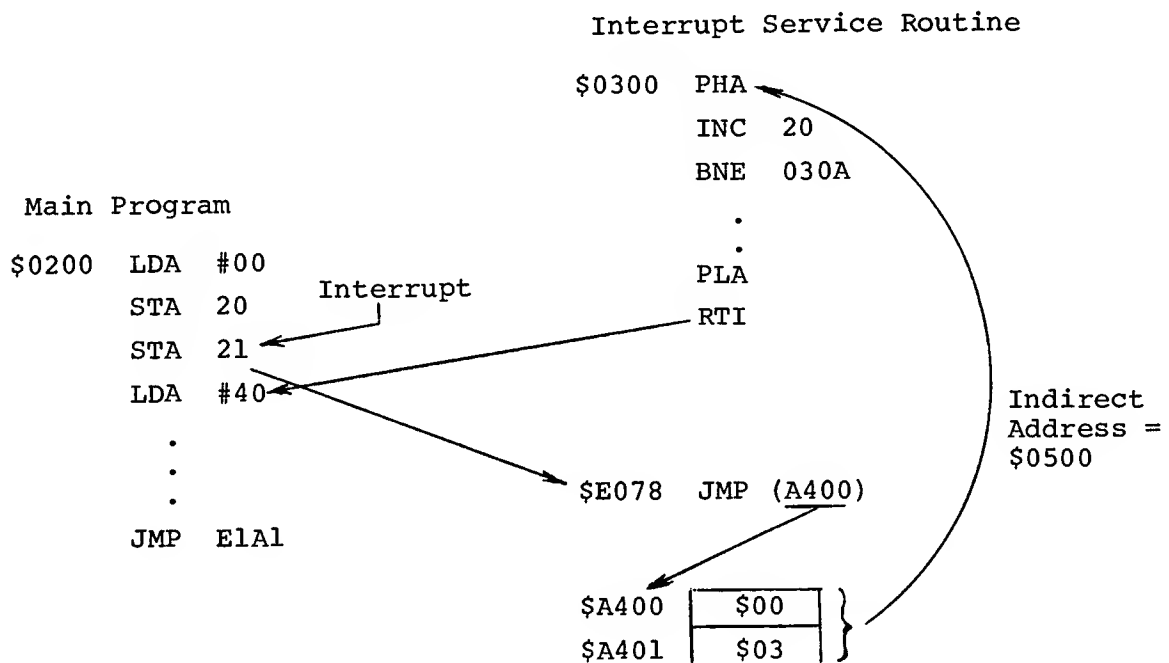 Interrupt Service Routine
$0300 PHA
INC 20
BNE 030A
.
.
PLA
RTI
Main Program
$0200 LDA #00
STA 20
Interrupt
STA 21
LDA #40
.
.
.
JMP E1A1
Indirect
Address =
$0500
$E078 JMP (A400)
$A400 $00
$A401 $03